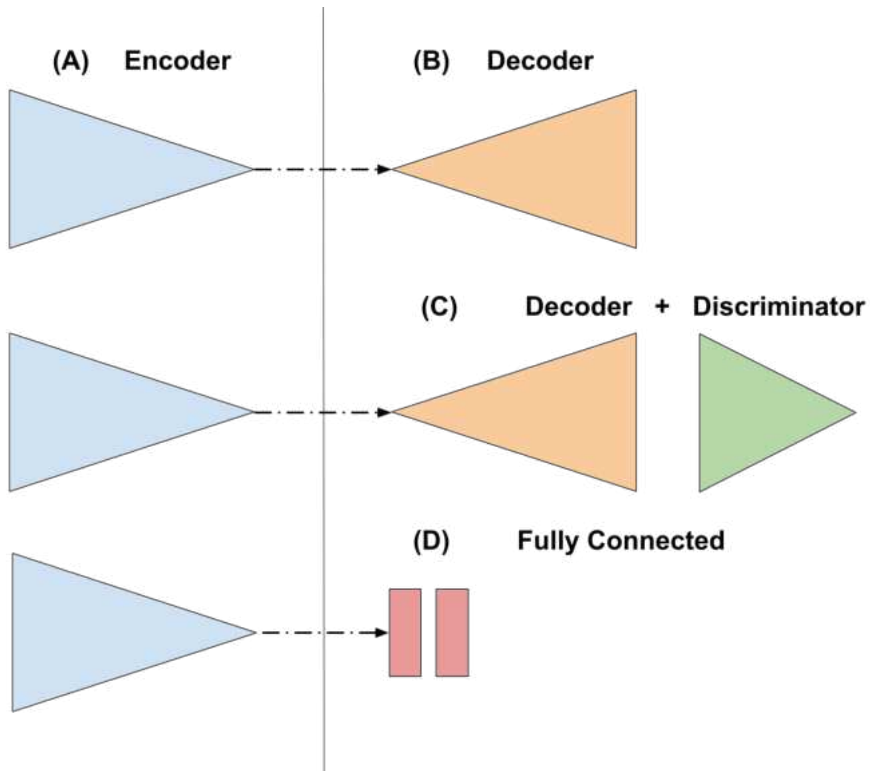 (A) Encoder
(B) Decoder
(C) Decoder + Discriminator
(D) Fully Connected